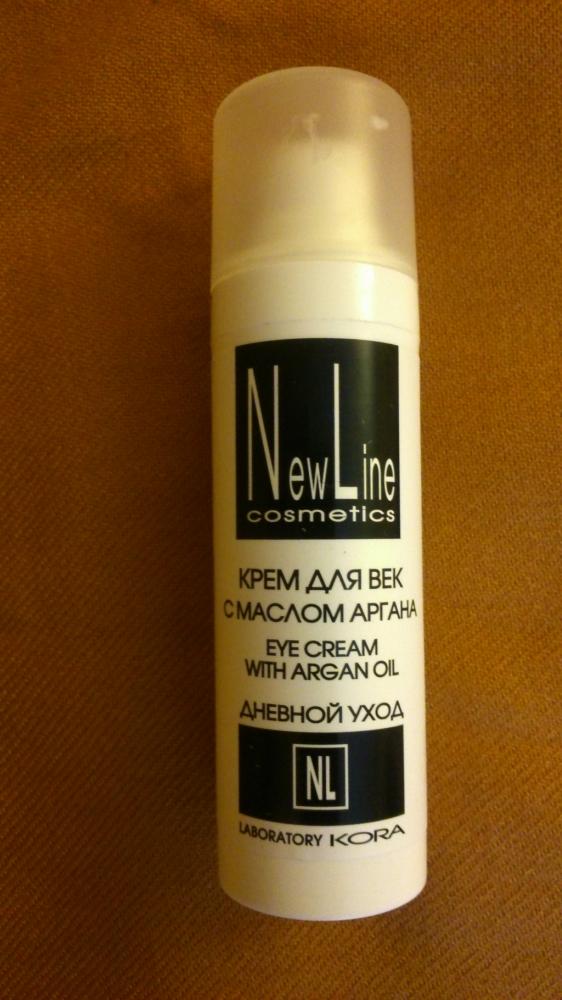 NewLine
cosmetics
КРЕМ ДЛЯ ВЕК
С МАСЛОМ АРГАНА
EYE CREAM
WITH ARGAN OIL
ДНЕВНОЙ УХОД
NL
LABORATORY KORA